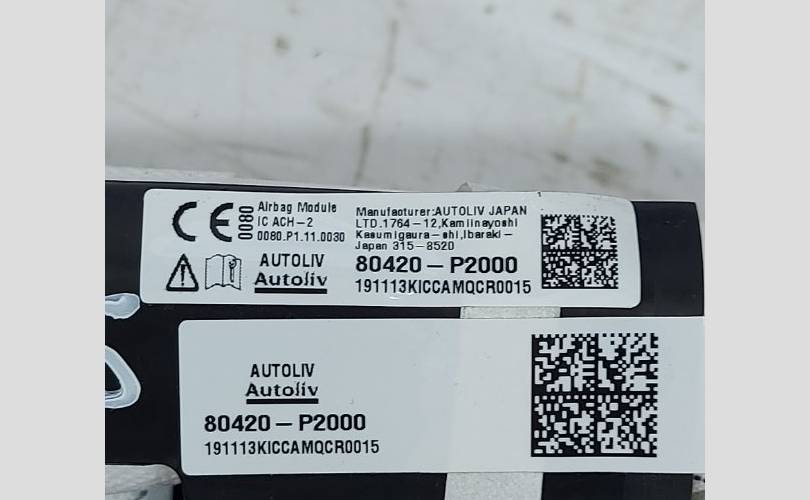 CE 0080
Airbag Module
IC ACH-2
0080.P1.11.0030
Manufacturer:AUTOLIV JAPAN
LTD.1764-12,Kamiinayoshi
Kasumigaura-shi,Ibaraki-
Japan 315-8520
AUTOLIV
Autoliv
80420-P2000
191113KICCAMQCR0015
AUTOLIV
Autoliv
80420-P2000
191113KICCAMQCR0015